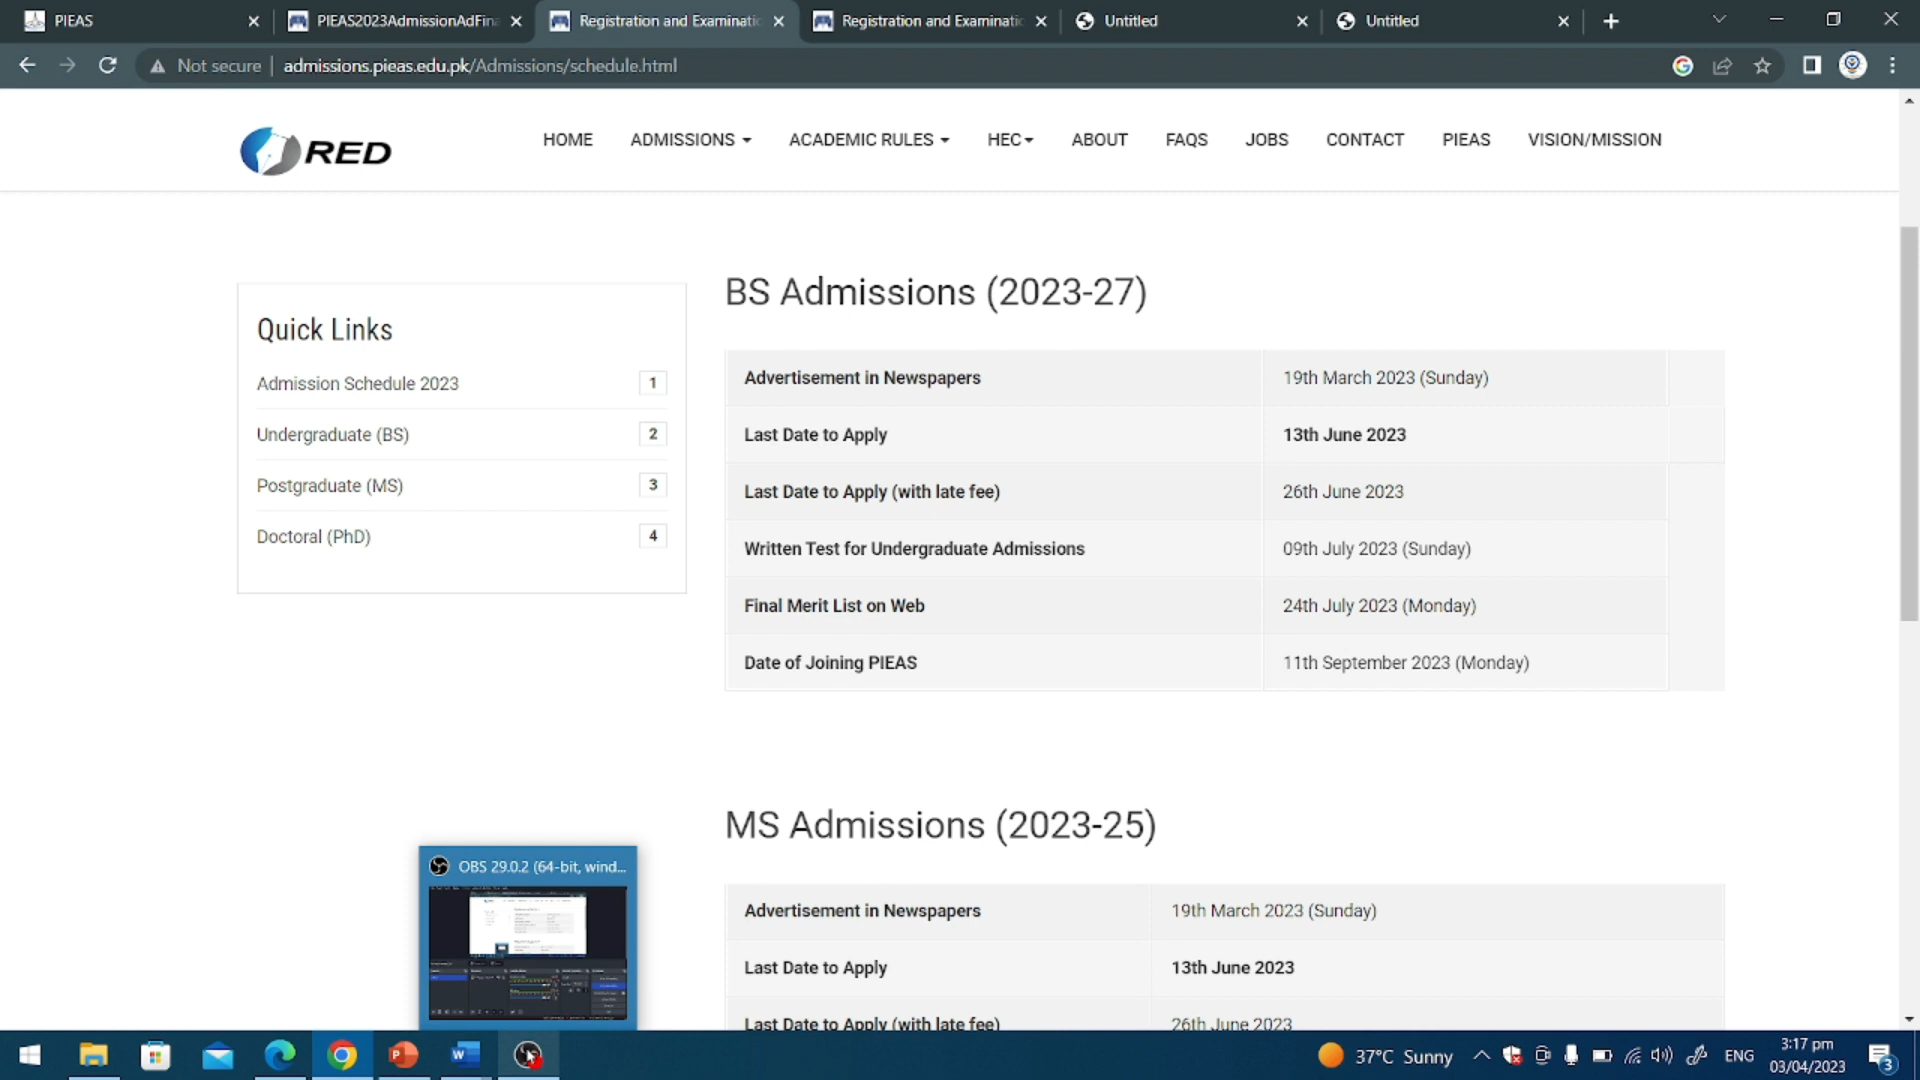 PIEAS
PIEAS2023AdmissionAdFina
Registration and Examinatio
Registration and Examinatio
Untitled
Untitled
Not secure
admissions.pieas.edu.pk/Admissions/schedule.html
RED
HOME ADMISSIONS ACADEMIC RULES HEC ABOUT FAQS JOBS CONTACT PIEAS VISION/MISSION
Quick Links
Admission Schedule 2023 1
Undergraduate (BS) 2
Postgraduate (MS) 3
Doctoral (PhD) 4
BS Admissions (2023-27)
Advertisement in Newspapers 19th March 2023 (Sunday)
Last Date to Apply 13th June 2023
Last Date to Apply (with late fee) 26th June 2023
Written Test for Undergraduate Admissions 09th July 2023 (Sunday)
Final Merit List on Web 24th July 2023 (Monday)
Date of Joining PIEAS 11th September 2023 (Monday)
MS Admissions (2023-25)
Advertisement in Newspapers 19th March 2023 (Sunday)
Last Date to Apply 13th June 2023
Last Date to Apply (with late fee) 26th June 2023
OBS 29.0.2 (64-bit, wind...
37°C Sunny
ENG
3:17 pm
03/04/2023
3